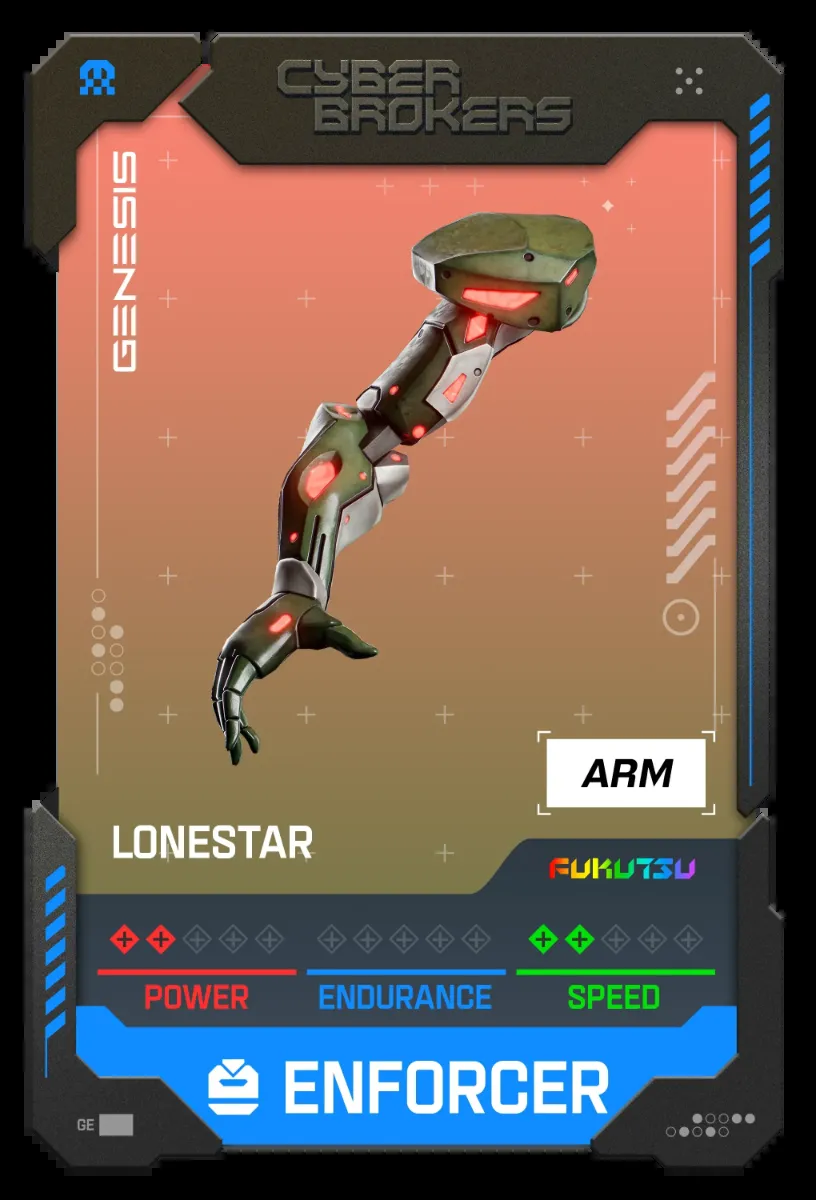 CYBER
BROKERS
GENESIS
ARM
LONESTAR
FUKUTSU
POWER
ENDURANCE
SPEED
ENFORCER
GE